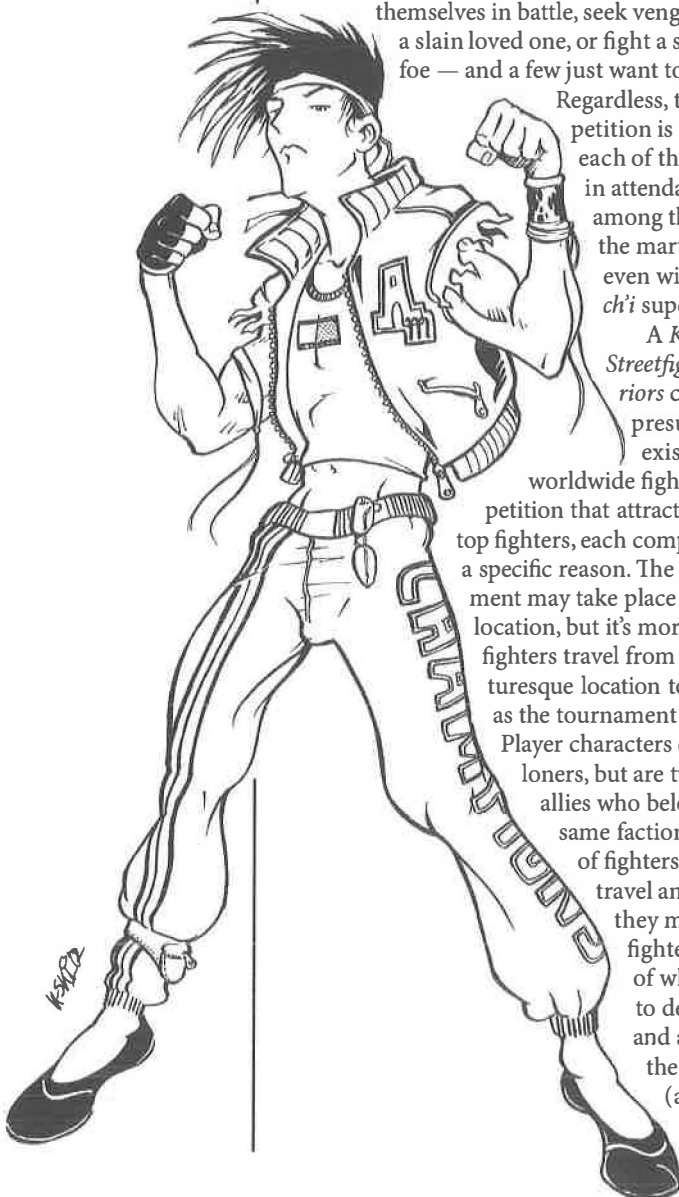 themselves in battle, seek veng
a slain loved one, or fight a s
foe — and a few just want to
Regardless, t
petition is
each of th
in attenda
among th
the mar
even wi
ch'i supe
A K
Streetfig
riors c
presu
exis
worldwide figh
petition that attract
top fighters, each comp
a specific reason. The
ment may take place
location, but it's mor
fighters travel from
turesque location to
as the tournament
Player characters
loners, but are t
allies who belo
same faction
of fighters
travel an
they m
fighte
of wh
to de
and a
the
(a
A
CHAMPIONS